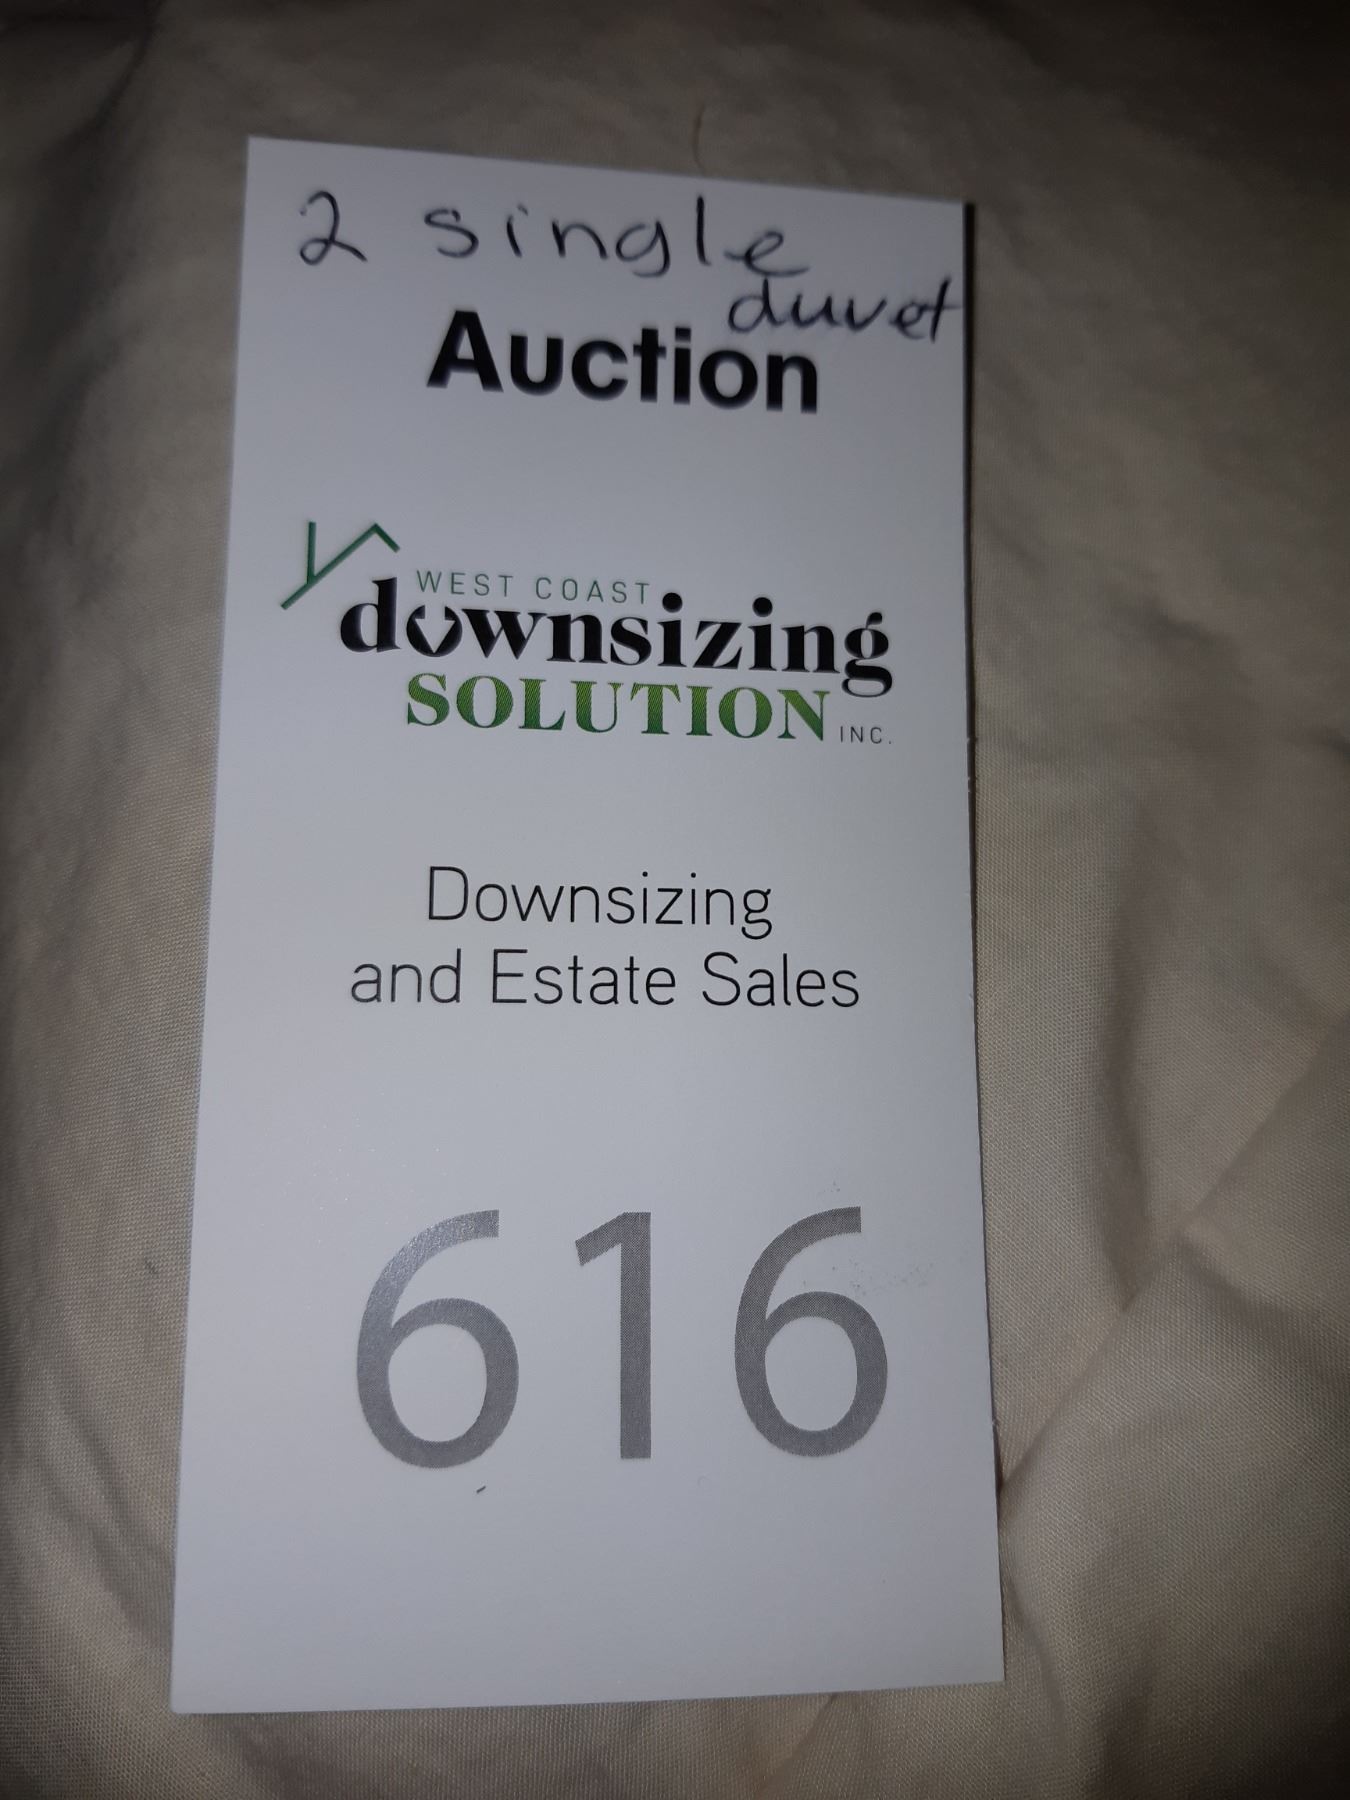 2 single
duvet
Auction
WEST COAST
downsizing
SOLUTION INC.
Downsizing
and Estate Sales
616